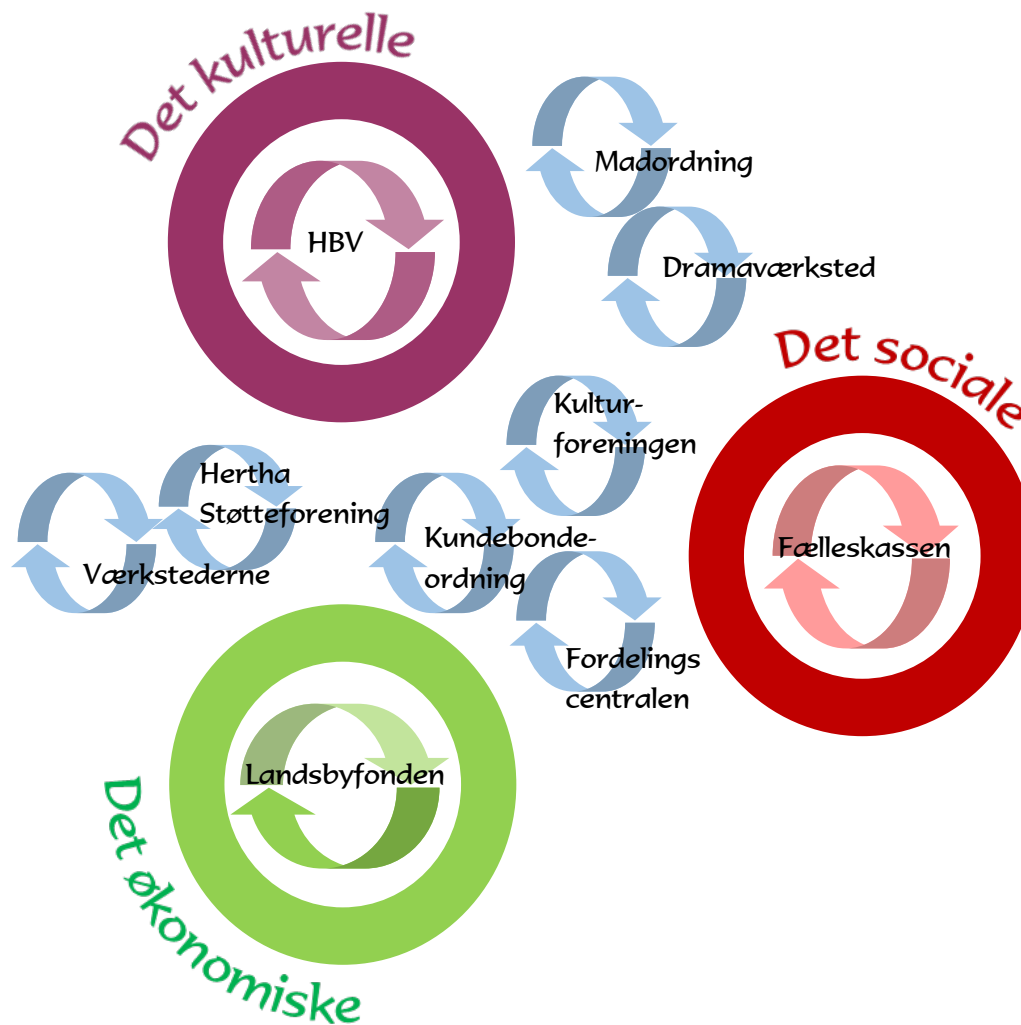 Det kulturelle
Madordning
HBV
Dramaværksted
Det sociale
Kultur-
foreningen
Hertha
Støtteforening
Kundebonde-
ordning
Fælleskassen
Værkstederne
Fordelings
centralen
Landsbyfonden
Det økonomiske